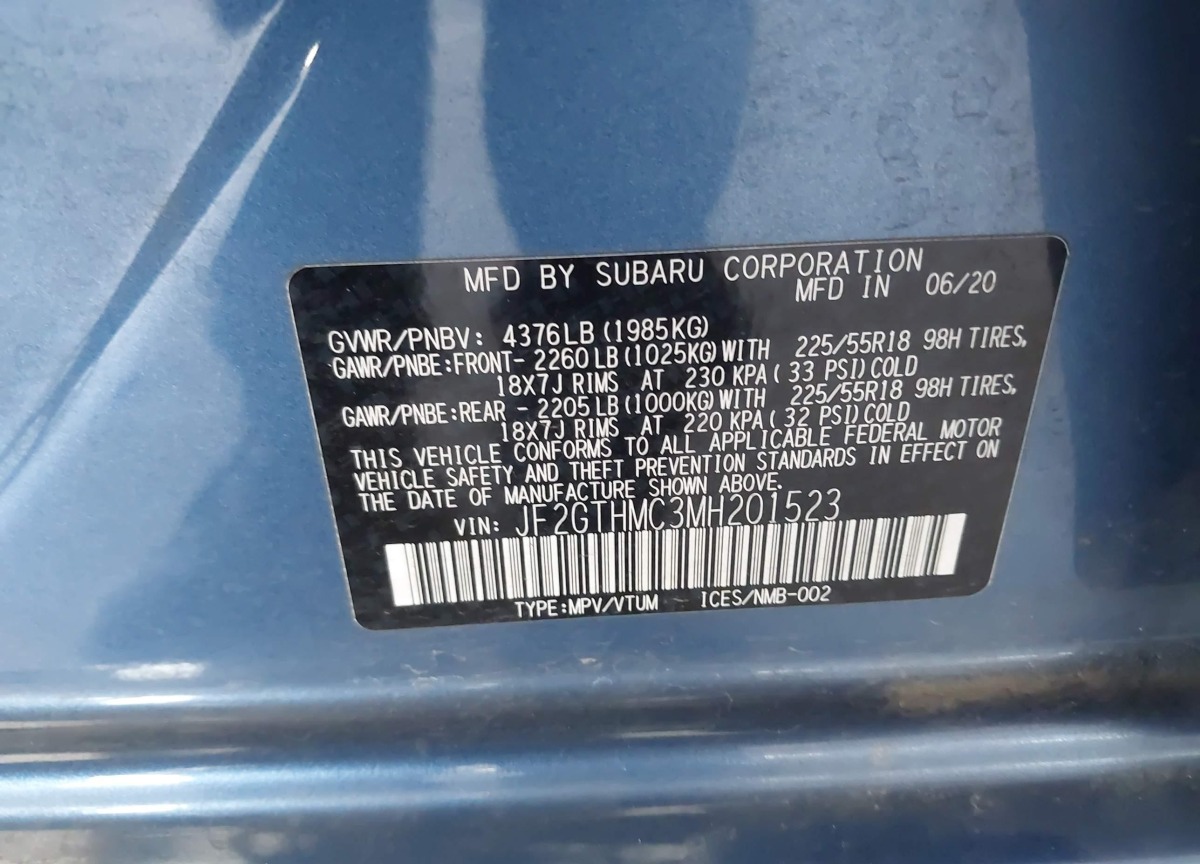 MFD BY SUBARU CORPORATION
MFD IN 06/20
GVWR/PNBV: 4376LB (1985KG)
GAWR/PNBE:FRONT- 2260LB (1025KG) WITH 225/55R18 98H TIRES,
18X7J RIMS AT 230 KPA ( 33 PSI) COLD
GAWR/PNBE:REAR - 2205LB (1000KG) WITH 225/55R18 98H TIRES,
18X7J RIMS AT 220 KPA ( 32 PSI) COLD
THIS VEHICLE CONFORMS TO ALL APPLICABLE FEDERAL MOTOR
VEHICLE SAFETY AND THEFT PREVENTION STANDARDS IN EFFECT ON
THE DATE OF MANUFACTURE SHOWN ABOVE.
VIN: JF2GTHMC3MH201523
TYPE:MPV/VTUM ICES/NMB-002